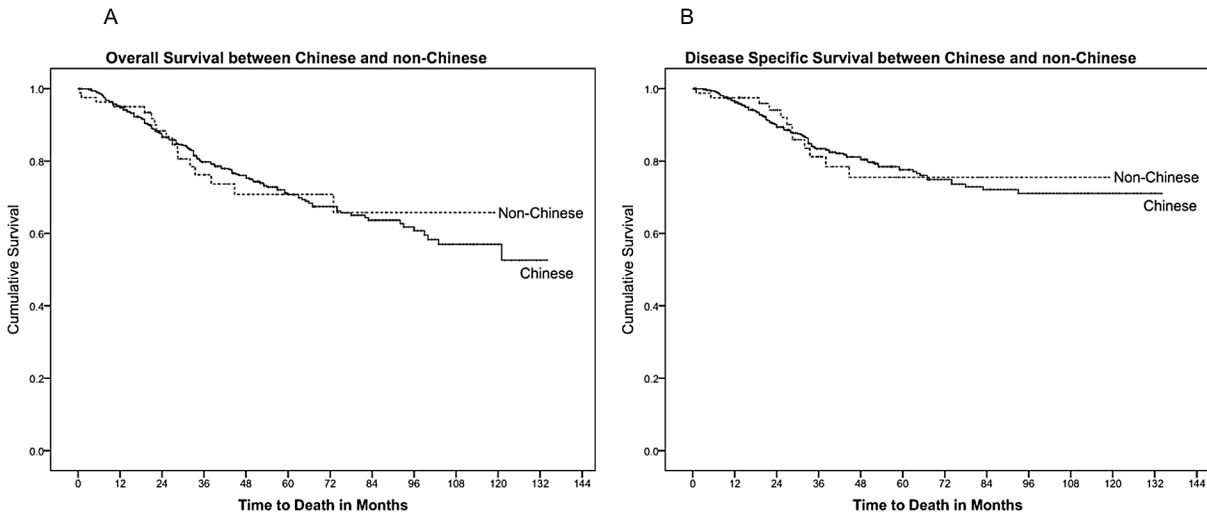 A
Overall Survival between Chinese and non-Chinese
Cumulative Survival
1.0
0.8
0.6
0.4
0.2
0.0
Non-Chinese
Chinese
0 12 24 36 48 60 72 84 96 108 120 132 144
Time to Death in Months
B
Disease Specific Survival between Chinese and non-Chinese
Cumulative Survival
1.0
0.8
0.6
0.4
0.2
0.0
Non-Chinese
Chinese
0 12 24 36 48 60 72 84 96 108 120 132 144
Time to Death in Months